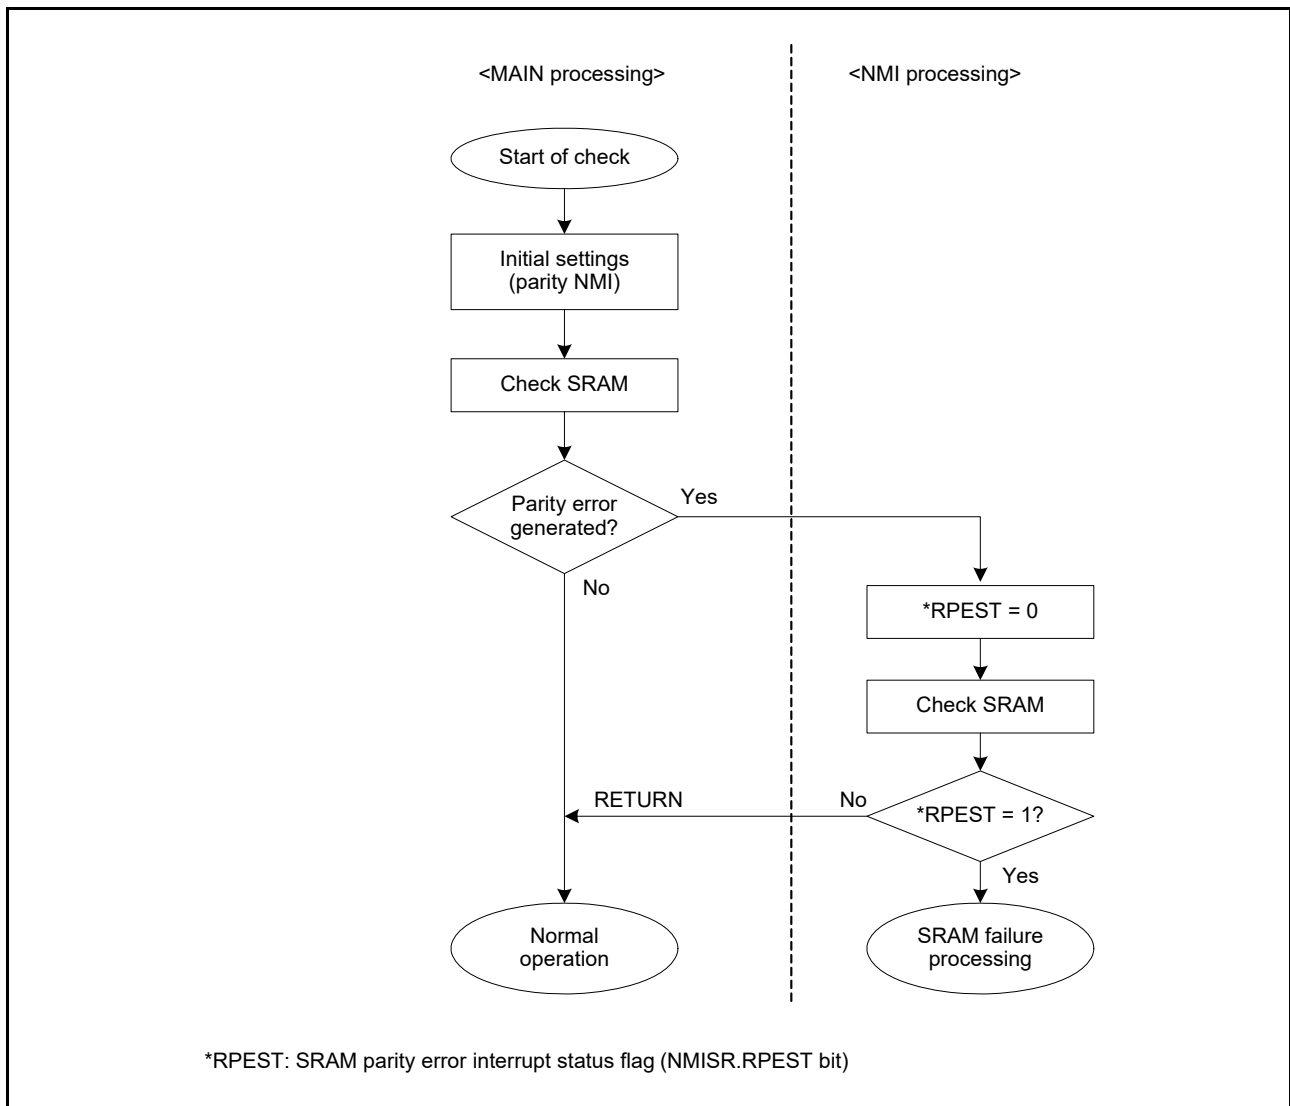 <MAIN processing>
<NMI processing>
Start of check
Initial settings
(parity NMI)
Check SRAM
Parity error
generated?
Yes
No
*RPEST = 0
Check SRAM
*RPEST = 1?
No
RETURN
Yes
Normal
operation
SRAM failure
processing
*RPEST: SRAM parity error interrupt status flag (NMISR.RPEST bit)